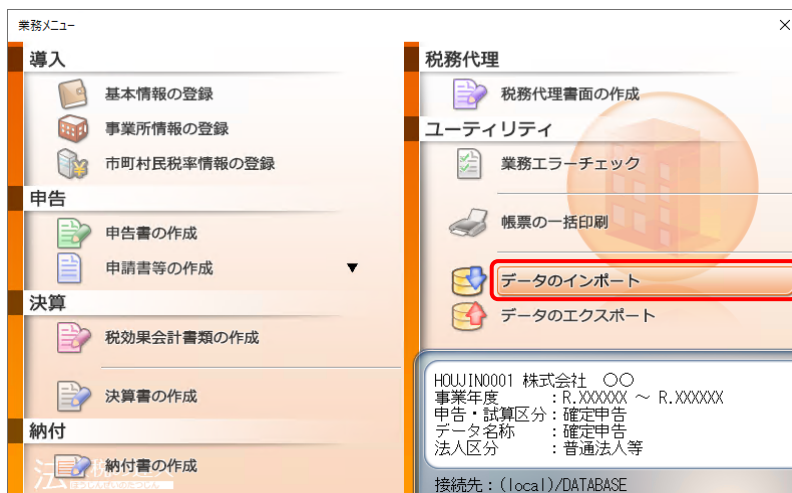 業務メニュー
導入
基本情報の登録
事業所情報の登録
市町村民税率情報の登録
申告
申告書の作成
申請書等の作成 ▼
決算
税効果会計書類の作成
決算書の作成
納付
納付書の作成
税務代理
税務代理書面の作成
ユーティリティ
業務エラーチェック
帳票の一括印刷
データのインポート
データのエクスポート
HOUJIN0001 株式会社 〇〇
事業年度 :R.XXXXXX ~ R.XXXXXX
申告・試算区分:確定申告
データ名称 :確定申告
法人区分 :普通法人等
接続先:(local)/DATABASE